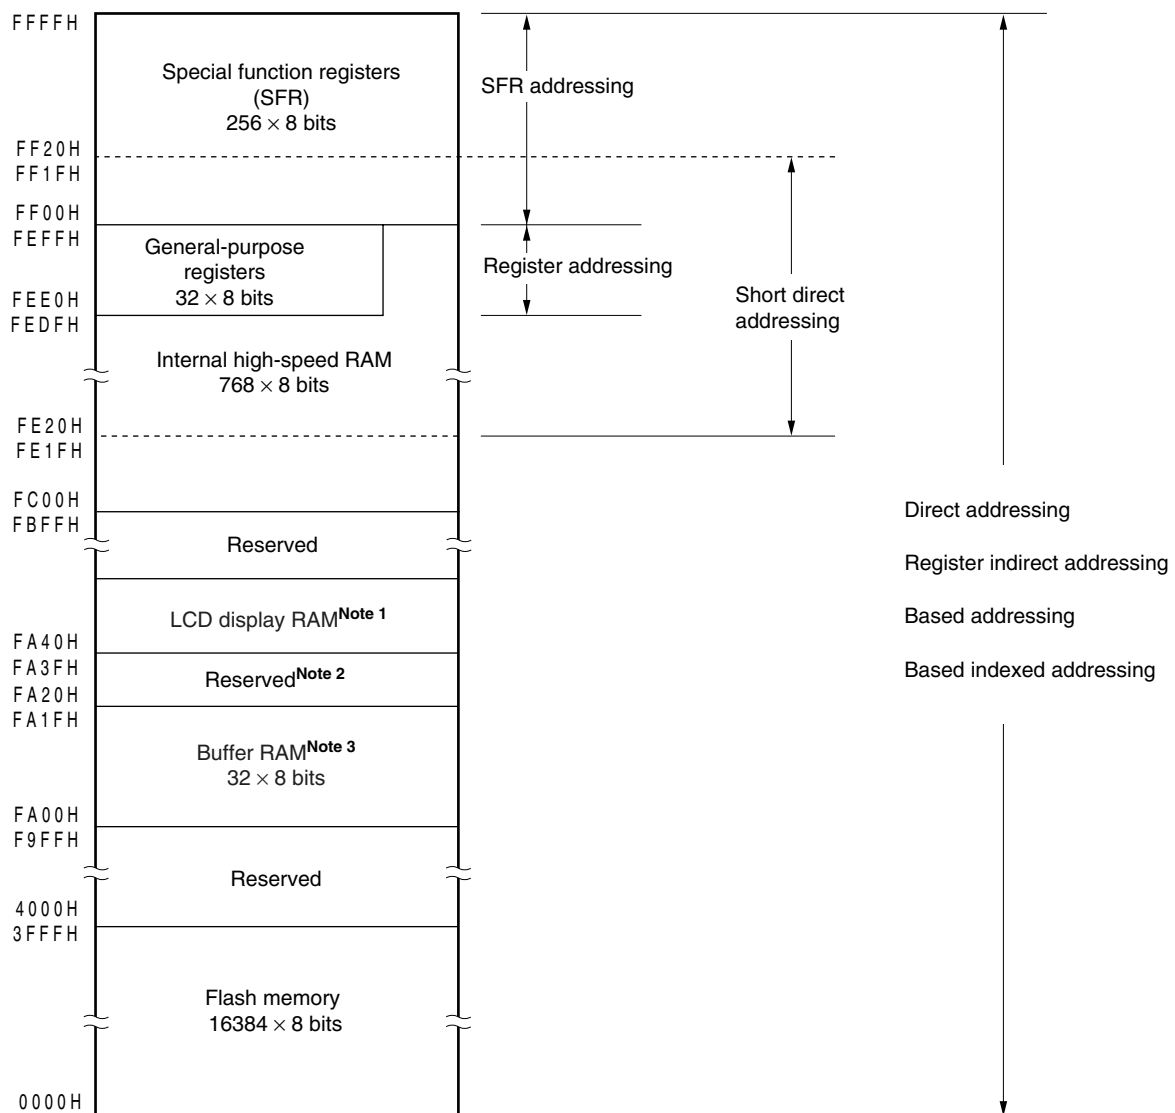 FFFFH
Special function registers
(SFR)
256 × 8 bits
SFR addressing
FF20H
FF1FH
FF00H
FEFFH
General-purpose
registers
32 × 8 bits
Register addressing
FEE0H
FEDFH
Short direct
addressing
Internal high-speed RAM
768 × 8 bits
FE20H
FE1FH
FC00H
FBFFH
Reserved
Direct addressing
Register indirect addressing
Based addressing
Based indexed addressing
LCD display RAMNote 1
FA40H
FA3FH
Reserved Note 2
FA20H
FA1FH
Buffer RAMNote 3
32 × 8 bits
FA00H
F9FFH
Reserved
4000H
3FFFH
Flash memory
16384 × 8 bits
0000H